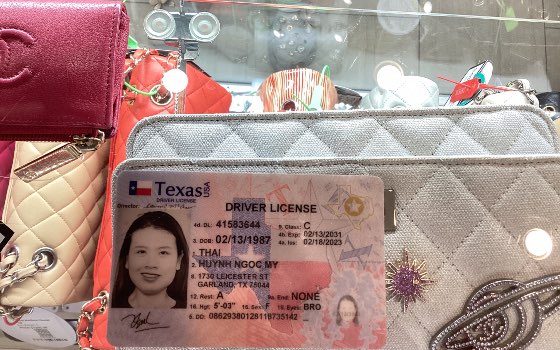 Texas USA
DRIVER LICENSE
Director
DRIVER LICENSE
4d. DL: 41583644 9. Class: C
4b. Exp: 02/13/2031
3. DOB: 02/13/1987 4a. Iss: 02/18/2023
1. THAI
2. HUYNH NGOC MY
8. 1730 LEICESTER ST
GARLAND, TX 75044
12. Rest: A 9a. End: NONE
16. Hgt: 5'-03" 15. Sex: F 18. Eyes: BRO
5. DD: 08629380128118735142